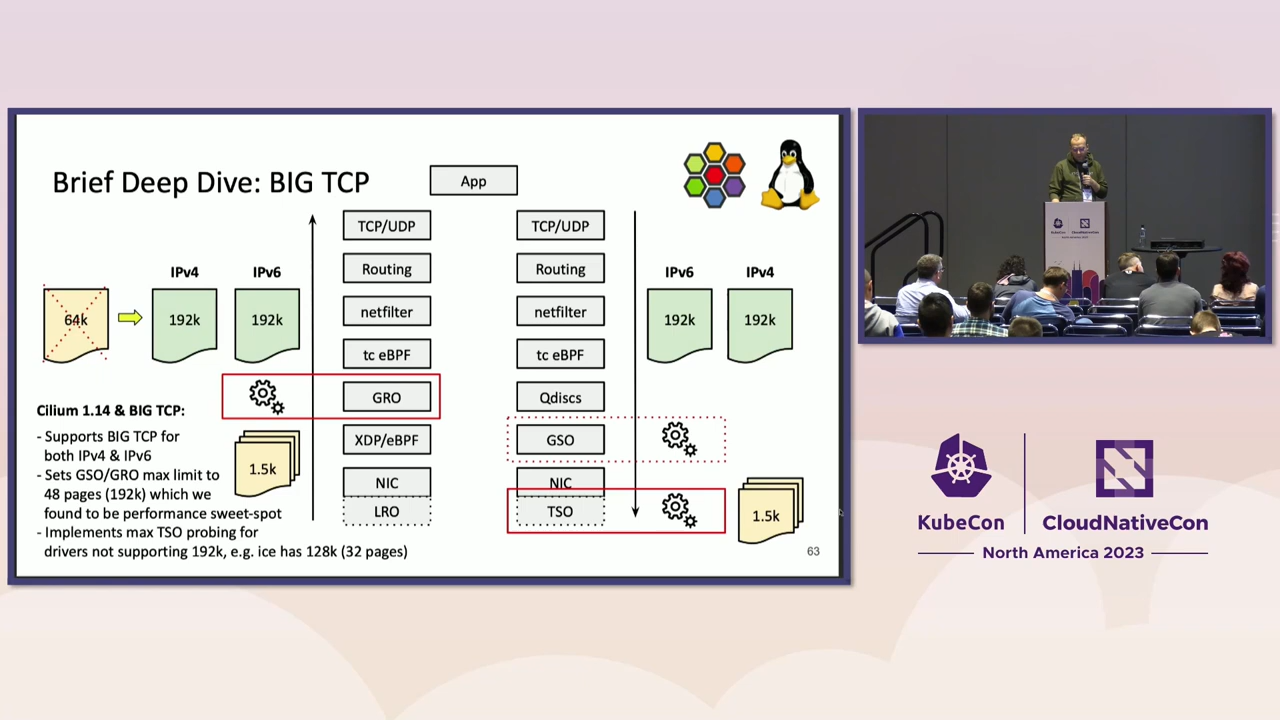 Brief Deep Dive: BIG TCP
App
TCP/UDP
Routing
netfilter
tc eBPF
GRO
XDP/eBPF
NIC
LRO
TCP/UDP
Routing
netfilter
tc eBPF
Qdiscs
GSO
NIC
TSO
IPv4
IPv6
64k
192k
192k
1.5k
IPv6
IPv4
192k
192k
1.5k
Cilium 1.14 & BIG TCP:
- Supports BIG TCP for
both IPv4 & IPv6
- Sets GSO/GRO max limit to
48 pages (192k) which we
found to be performance sweet-spot
- Implements max TSO probing for
drivers not supporting 192k, e.g. ice has 128k (32 pages)
63
KubeCon
CloudNativeCon
North America 2023